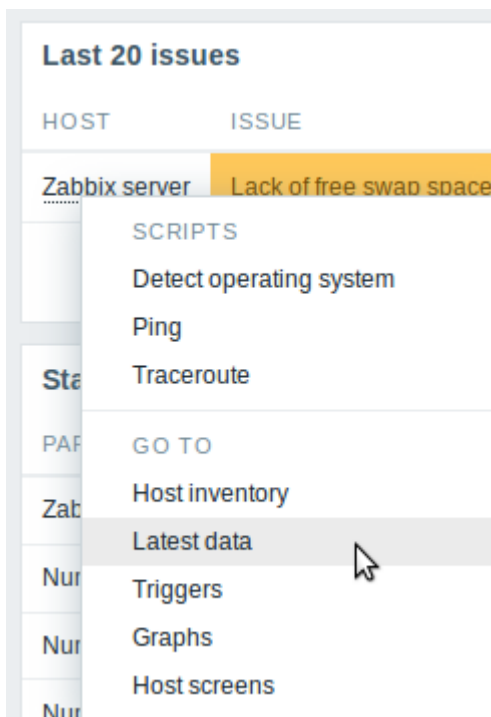 Last 20 issues
HOST ISSUE
Zabbix server Lack of free swap space
SCRIPTS
Detect operating system
Ping
Traceroute
GO TO
Host inventory
Latest data
Triggers
Graphs
Host screens